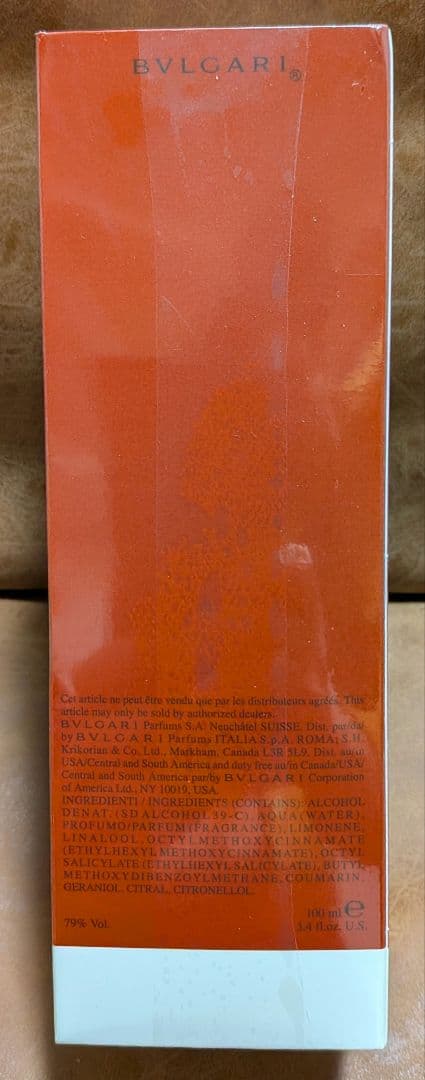 BVLGARI®
Cet article ne peut être vendu que par les distributeurs agréés. This
article may only be sold by authorized dealers.
BVLGARI Parfums S.A. Neuchâtel SUISSE. Dist. par/da/
by BVLGARI Parfums ITALIA S.p.A. ROMA; S.H.
Krikorian & Co. Ltd., Markham, Canada L3R 5L9. Dist. au/in
USA/Central and South America and duty free au/in Canada/USA/
Central and South America par/by BVLGARI Corporation
of America Ltd., NY 10019, USA.
INGREDIENTI / INGREDIENTS (CONTAINS): ALCOHOL
DENAT. (SD ALCOHOL 39-C), AQUA (WATER),
PROFUMO/PARFUM (FRAGRANCE), LIMONENE,
LINALOOL, OCTYL METHOXYCINNAMATE
(ETHYLHEXYL METHOXYCINNAMATE), OCTYL
SALICYLATE (ETHYLHEXYL SALICYLATE), BUTYL
METHOXYDIBENZOYLMETHANE, COUMARIN,
GERANIOL, CITRAL, CITRONELLOL.
100 ml e
79% Vol. 3.4 fl.oz. U.S.